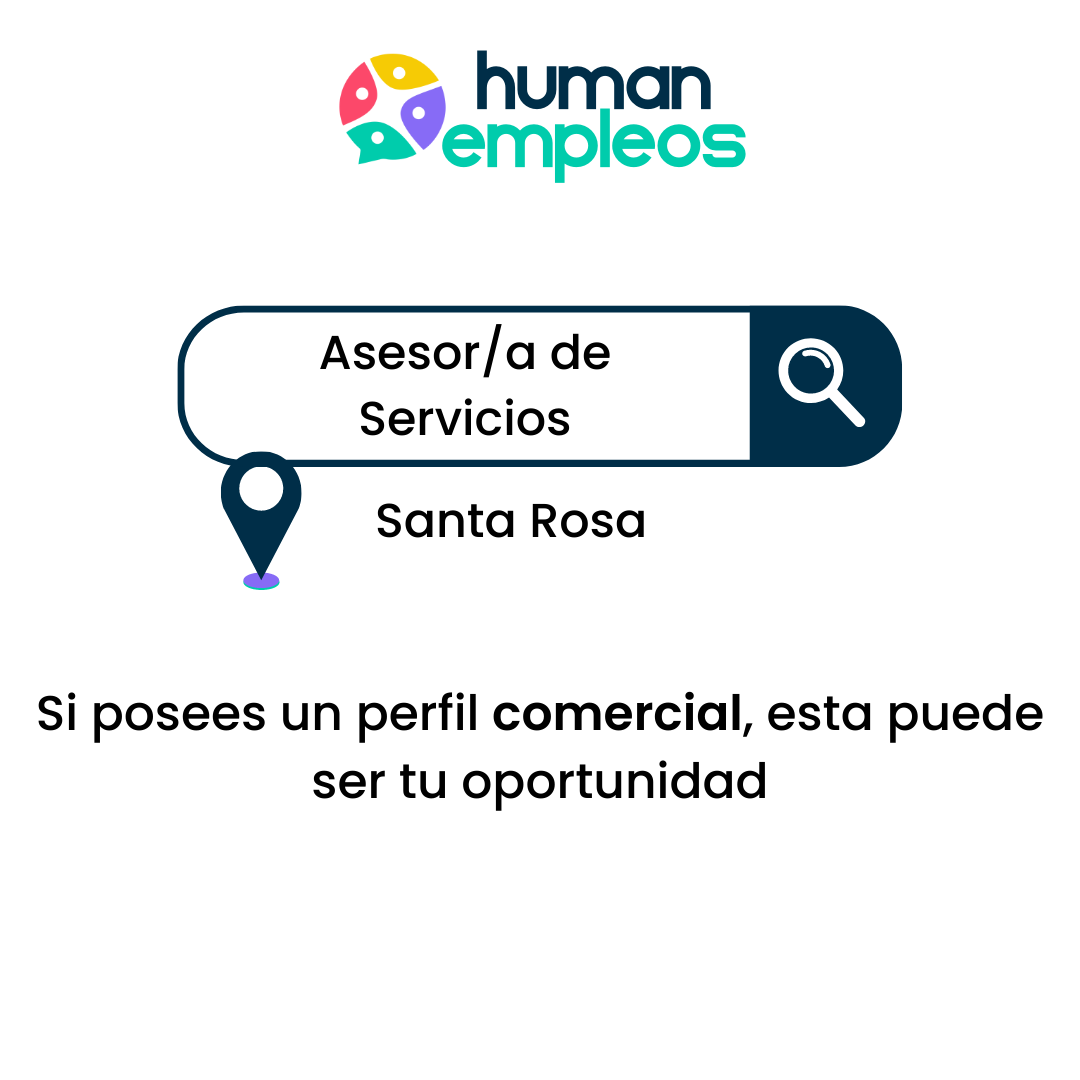 human
empleos
Asesor/a de
Servicios
Santa Rosa
Si posees un perfil comercial, esta puede
ser tu oportunidad